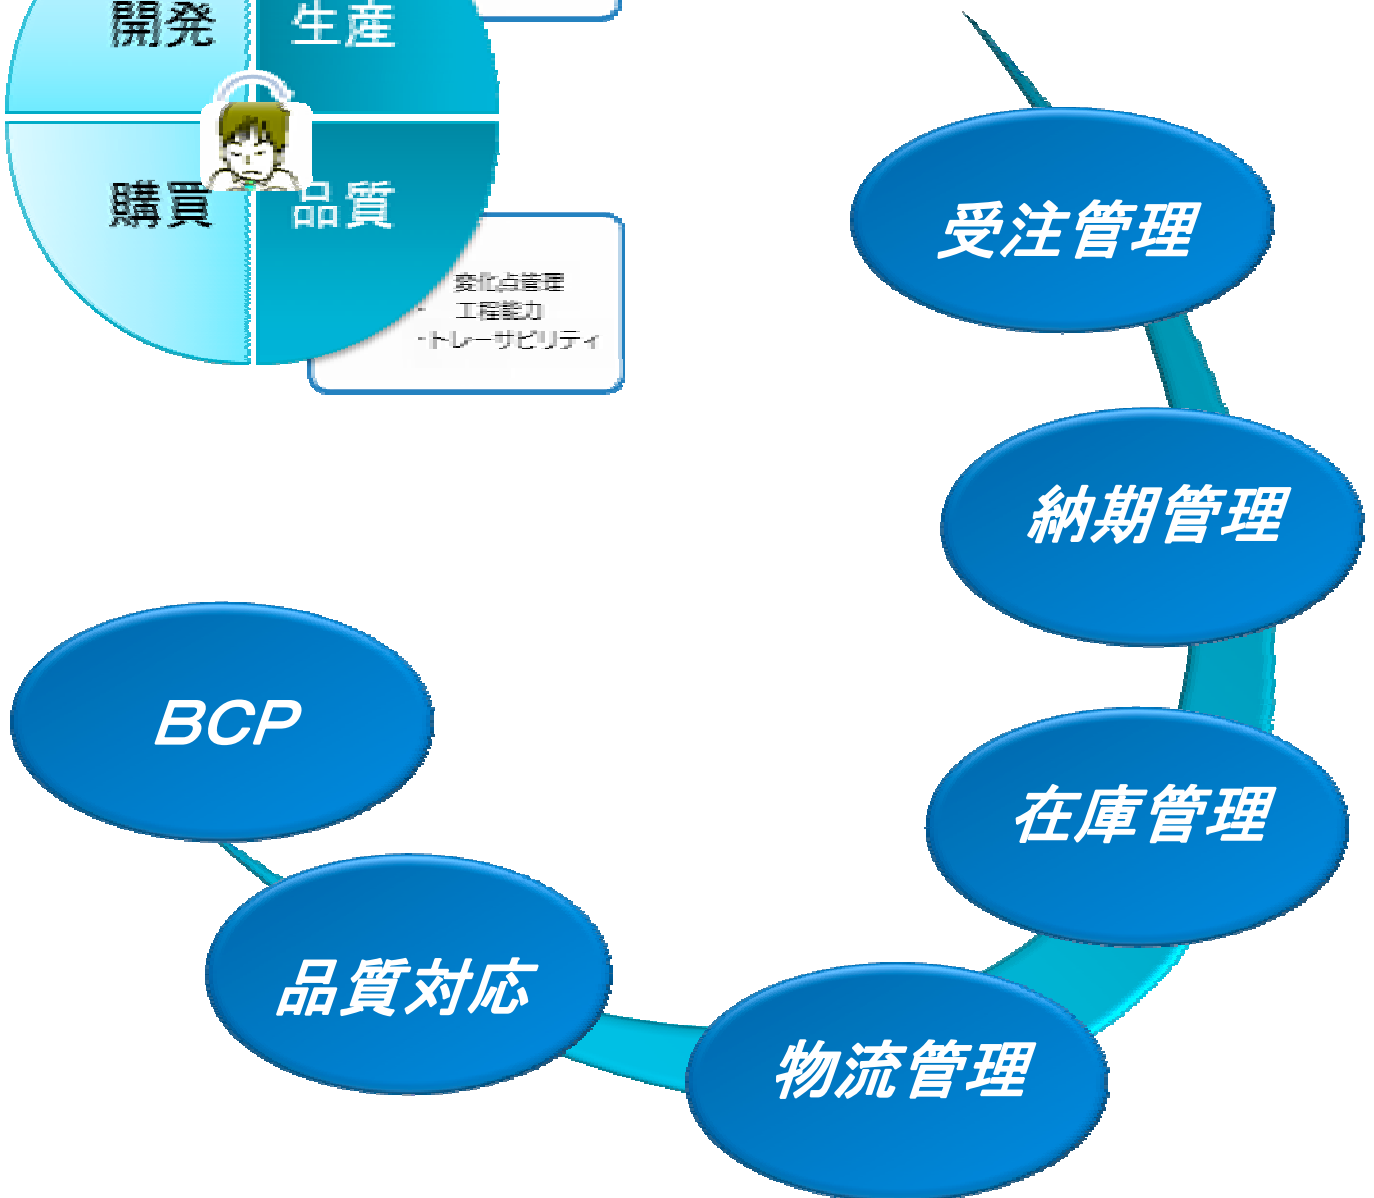 開発
生産
購買
品質
変化点管理
・ 工程能力
・トレーサビリティ
受注管理
納期管理
在庫管理
物流管理
品質対応
BCP